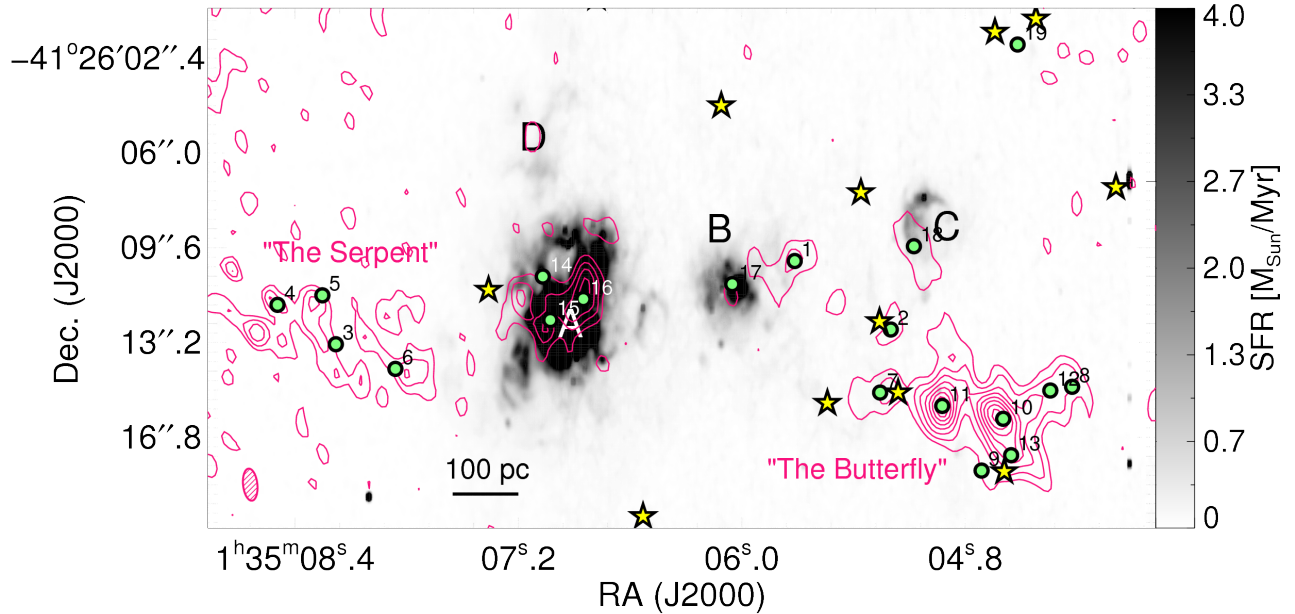 4.0
19
−41°26′02″.4
3.3
D
06″.0
2.7
SFR [M_Sun/Myr]
Dec. (J2000)
B
C
18
09″.6
"The Serpent"
1
14
17
2.0
5
4
16
15
A
2
3
13″.2
1.3
6
7
12
8
11
10
16″.8
13
0.7
9
100 pc
"The Butterfly"
0
1h35m08s.4
07s.2
06s.0
04s.8
RA (J2000)